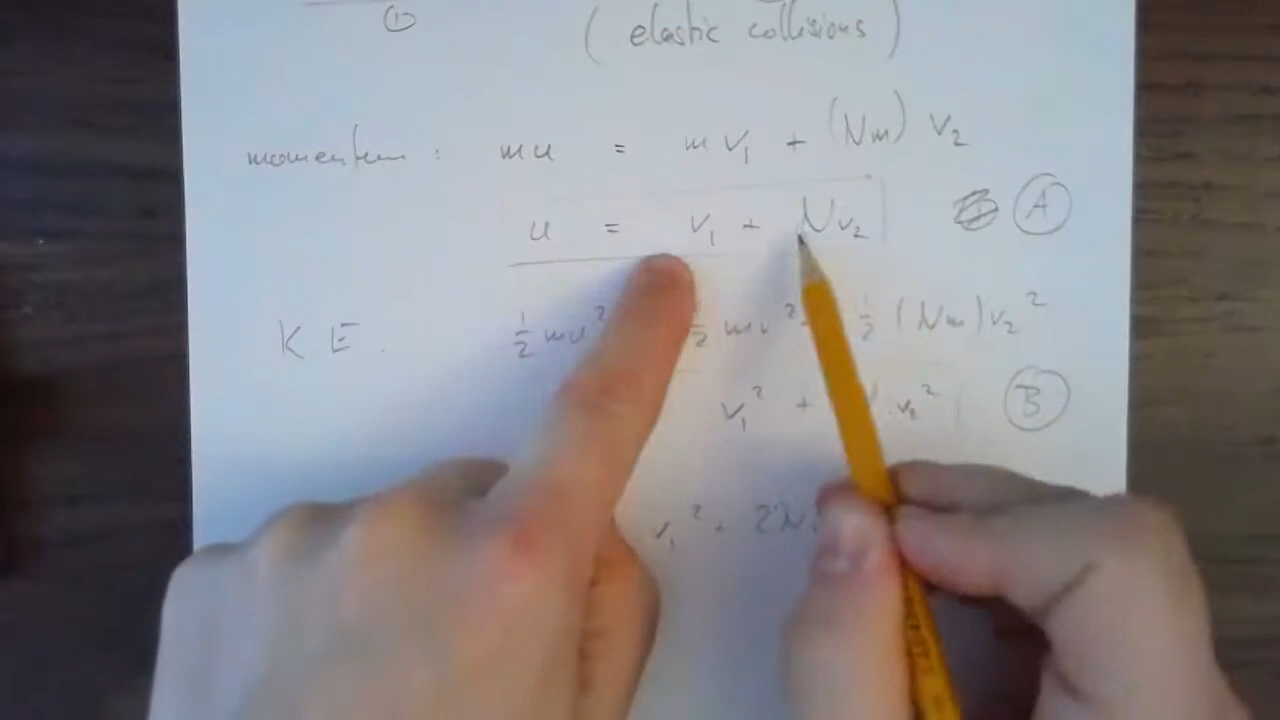 ①
(elastic collisions)
momentum : mu = mv₁ + (Nm) v₂
u = v₁ + Nv₂ Ⓐ
K E. ½ mu² mv² ½ (Nm) v₂²
v₁² + v₂² Ⓑ
v₁² + 2N